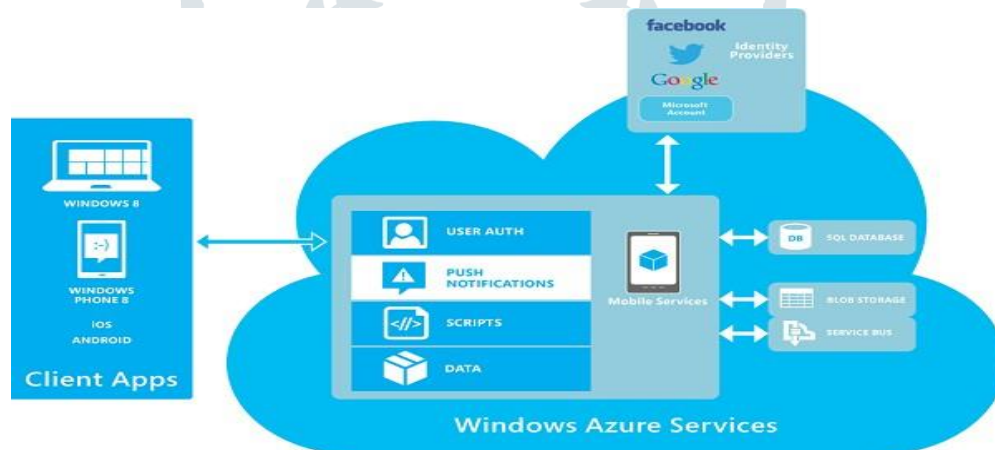 facebook
Identity
Providers
Google
Microsoft
Account
WINDOWS 8
:-)
WINDOWS
PHONE 8
IOS
ANDROID
Client Apps
USER AUTH
PUSH
NOTIFICATIONS
</> SCRIPTS
DATA
Mobile Services
DB SQL DATABASE
BLOB STORAGE
SERVICE BUS
Windows Azure Services